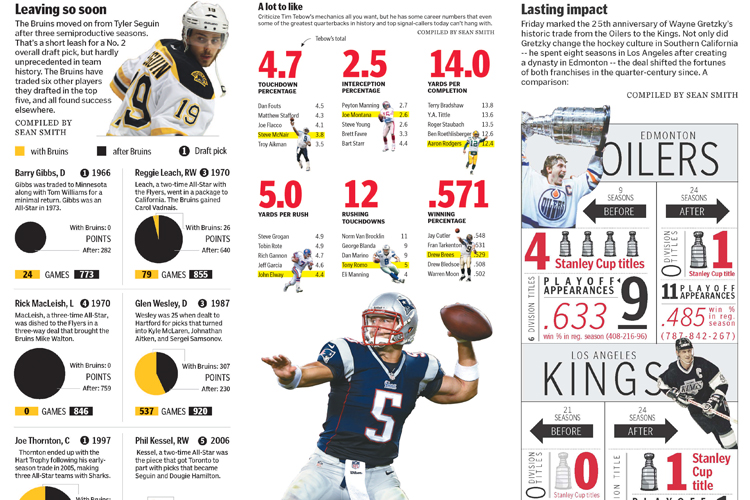 Leaving so soon
The Bruins moved on from Tyler Seguin
after three semiproductive seasons.
That's a short leash for a No. 2
overall draft pick, but hardly
unprecedented in team
history. The Bruins have
traded six other players
they drafted in the top
five, and all found success
elsewhere.
COMPILED BY
SEAN SMITH
19
19
with Bruins
after Bruins
1 Draft pick
Barry Gibbs, D 1 1966
Gibbs was traded to Minnesota
along with Tom Williams for a
minimal return. Gibbs was an
All-Star in 1973.
With Bruins: 0
POINTS
After: 282
24 GAMES 773
Reggie Leach, RW 3 1970
Leach, a two-time All-Star with
the Flyers, went in a package to
California. The Bruins gained
Carol Vadnais.
With Bruins: 26
POINTS
After: 640
79 GAMES 855
Rick MacLeish, L 4 1970
MacLeish, a three-time All-Star,
was dished to the Flyers in a
three-way deal that brought the
Bruins Mike Walton.
With Bruins: 0
POINTS
After: 759
0 GAMES 846
Glen Wesley, D 3 1987
Wesley was 25 when dealt to
Hartford for picks that turned
into Kyle McLaren, Johnathan
Aitken, and Sergei Samsonov.
With Bruins: 307
POINTS
After: 230
537 GAMES 920
Joe Thornton, C 1 1997
Thornton ended up with the
Hart Trophy following his early-
season trade in 2005, making
three All-Star teams with Sharks.
With Bruins:
Phil Kessel, RW 5 2006
Kessel, a two-time All-Star was
the piece that got Toronto to
part with picks that became
Seguin and Dougie Hamilton.
A lot to like
Criticize Tim Tebow's mechanics all you want, but he has some career numbers that even
some of the greatest quarterbacks in history and top signal-callers today can't hang with.
COMPILED BY SEAN SMITH
Tebow's total
4.7
TOUCHDOWN
PERCENTAGE
Dan Fouts 4.5
Matthew Stafford 4.3
Joe Flacco 4.1
Steve McNair 3.8
Troy Aikman 3.5
2.5
INTERCEPTION
PERCENTAGE
Peyton Manning 2.7
Joe Montana 2.6
Steve Young 2.6
Brett Favre 3.3
Bart Starr 4.4
14.0
YARDS PER
COMPLETION
Terry Bradshaw 13.8
Y.A. Tittle 13.6
Roger Staubach 13.5
Ben Roethlisberger 12.6
Aaron Rodgers 12.4
5.0
YARDS PER RUSH
Steve Grogan 4.9
Tobin Rote 4.9
Rich Gannon 4.7
Jeff Garcia 4.6
John Elway 4.4
12
RUSHING
TOUCHDOWNS
Norm Van Brocklin 11
George Blanda 9
Dan Marino 9
Tony Romo 5
Eli Manning 4
.571
WINNING
PERCENTAGE
Jay Cutler .548
Fran Tarkenton .531
Drew Brees .529
Drew Bledsoe .508
Warren Moon .502
5
Wilson
Lasting impact
Friday marked the 25th anniversary of Wayne Gretzky's
historic trade from the Oilers to the Kings. Not only did
Gretzky change the hockey culture in Southern California
-- he spent eight seasons in Los Angeles after creating
a dynasty in Edmonton -- the deal shifted the fortunes
of both franchises in the quarter-century since. A
comparison:
COMPILED BY SEAN SMITH
EDMONTON
OILERS
9
SEASONS
BEFORE
24
SEASONS
AFTER
4
Stanley Cup titles
0 DIVISION TITLES
1
Stanley Cup title
6 DIVISION TITLES
PLAYOFF
APPEARANCES
9
.633
win % in reg. season (408-216-96)
11 PLAYOFF
APPEARANCES
.485 win %
in reg.
season
(787-842-267)
LOS ANGELES
KINGS
21
SEASONS
BEFORE
24
SEASONS
AFTER
0 DIVISION TITLES
0
Stanley Cup titles
1
Stanley
Cup
title